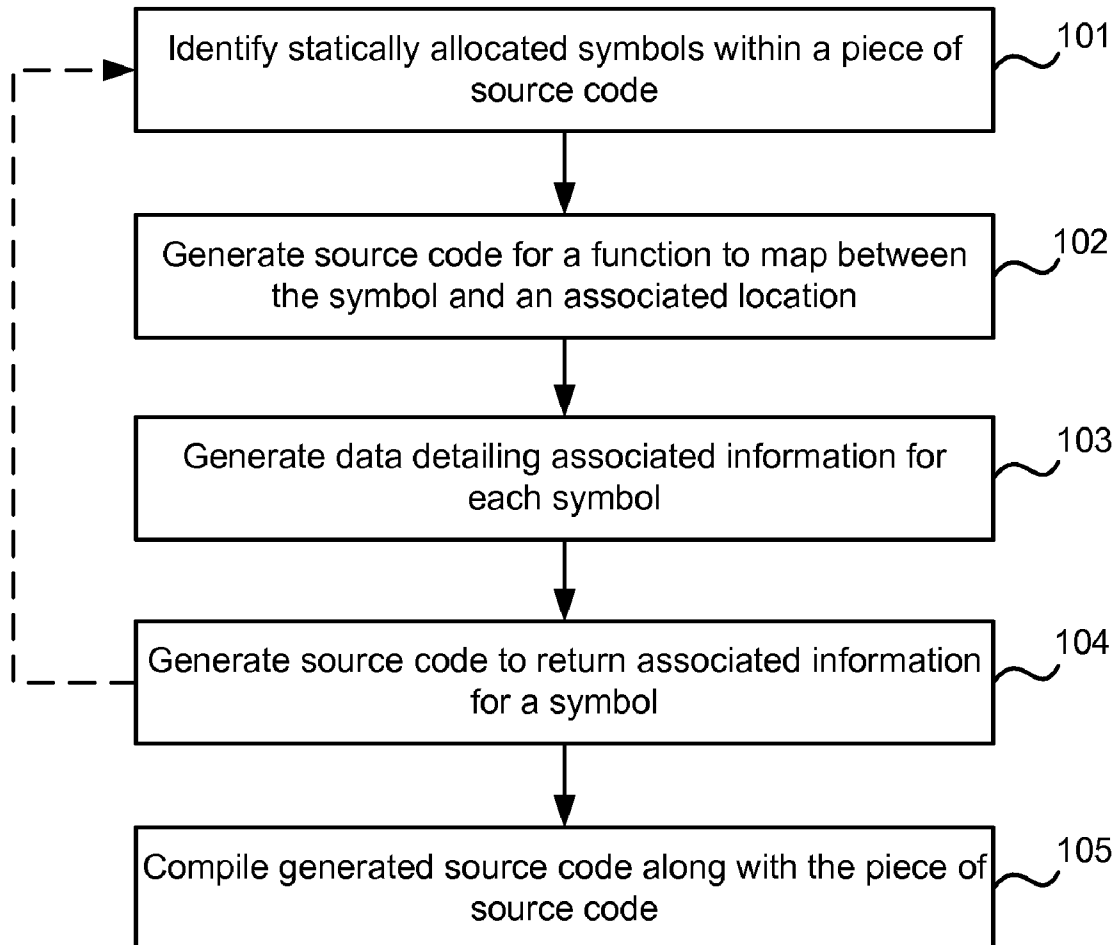 Identify statically allocated symbols within a piece of
source code
101
Generate source code for a function to map between
the symbol and an associated location
102
Generate data detailing associated information for
each symbol
103
Generate source code to return associated information
for a symbol
104
Compile generated source code along with the piece of
source code
105